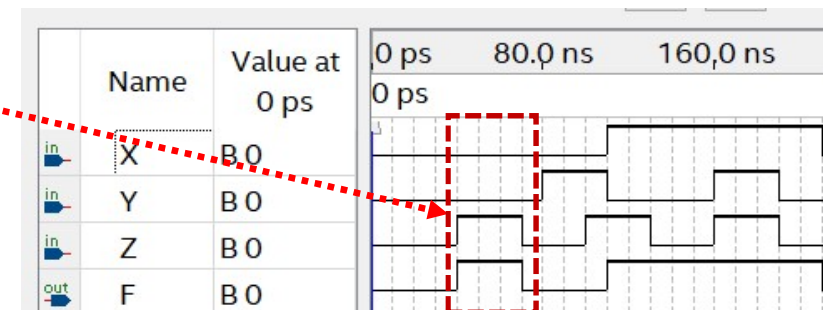 Name Value at 0 ps
0 ps 80.0 ns 160.0 ns
0 ps
in X B 0
in Y B 0
in Z B 0
out F B 0